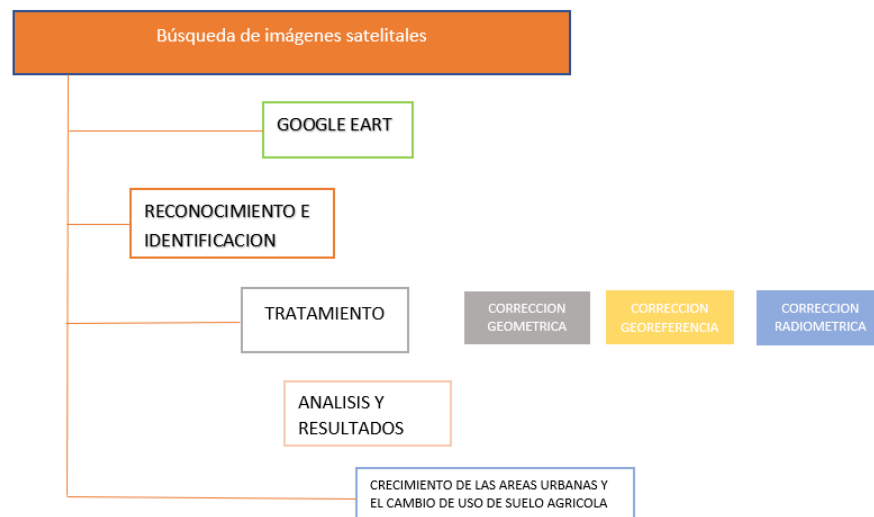 Búsqueda de imágenes satelitales
GOOGLE EART
RECONOCIMIENTO E
IDENTIFICACION
TRATAMIENTO
CORRECCION
GEOMETRICA
CORRECCION
GEOREFERENCIA
CORRECCION
RADIOMETRICA
ANALISIS Y
RESULTADOS
CRECIMIENTO DE LAS AREAS URBANAS Y
EL CAMBIO DE USO DE SUELO AGRICOLA